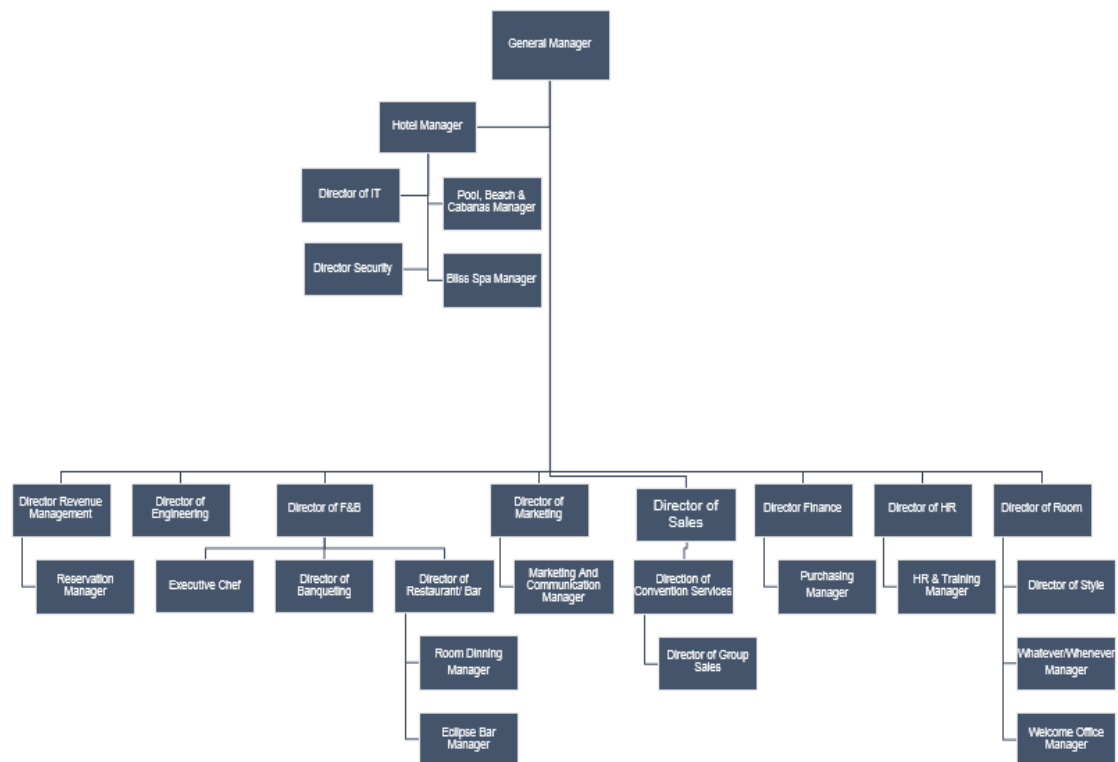 General Manager
Hotel Manager
Director of IT
Pool, Beach &
Cabanas Manager
Director Security
Bliss Spa Manager
Director Revenue
Management
Director of
Engineering
Director of F&B
Director of
Marketing
Director of
Sales
Director Finance
Director of HR
Director of Room
Reservation
Manager
Executive Chef
Director of
Banqueting
Director of
Restaurant/ Bar
Marketing And
Communication
Manager
Direction of
Convention Services
Purchasing
Manager
HR & Training
Manager
Director of Style
Room Dinning
Manager
Director of Group
Sales
Whatever/Whenever
Manager
Eclipse Bar
Manager
Welcome Office
Manager